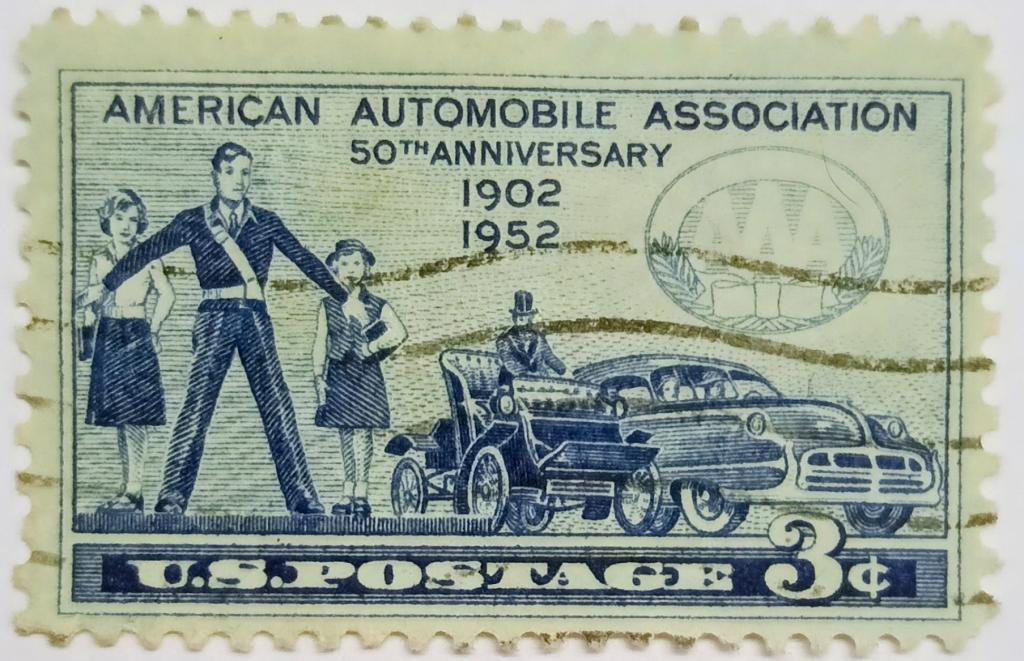 AMERICAN AUTOMOBILE ASSOCIATION
50TH ANNIVERSARY
1902
1952
AAA
U.S. POSTAGE 3¢